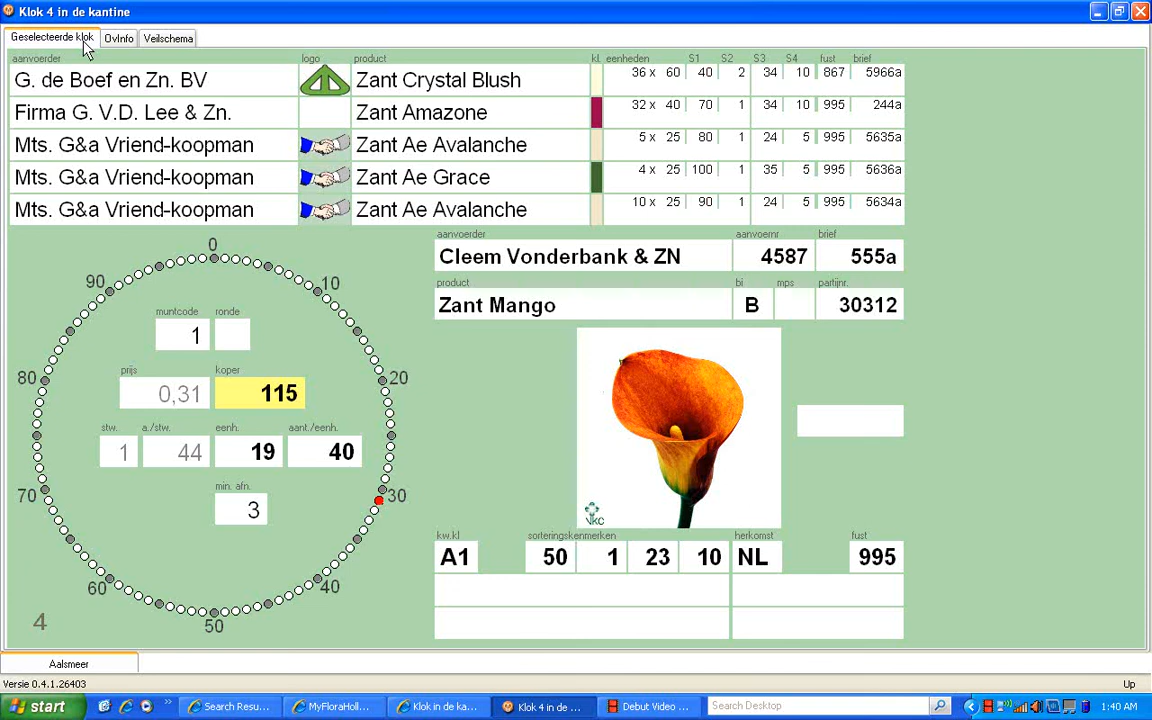 Klok 4 in de kantine
Geselecteerde klok OvInfo Veilschema
aanvoerder logo product kl. eenheden S1 S2 S3 S4 fust brief
G. de Boef en Zn. BV Zant Crystal Blush 36 x 60 40 2 34 10 867 5966a
Firma G. V.D. Lee & Zn. Zant Amazone 32 x 40 70 1 34 10 995 244a
Mts. G&a Vriend-koopman Zant Ae Avalanche 5 x 25 80 1 24 5 995 5635a
Mts. G&a Vriend-koopman Zant Ae Grace 4 x 25 100 1 35 5 995 5636a
Mts. G&a Vriend-koopman Zant Ae Avalanche 10 x 25 90 1 24 5 995 5634a
aanvoerder aanvoernr brief
Cleem Vonderbank & ZN 4587 555a
product bi mps partijnr.
Zant Mango B 30312
0
10
20
30
40
50
60
70
80
90
muntcode ronde
1
prijs koper
0,31 115
stw. a./stw. eenh. aant./eenh.
1 44 19 40
min. afn.
3
4
VKC
kw.kl sorteringskenmerken herkomst fust
A1 50 1 23 10 NL 995
Aalsmeer
Versie 0.4.1.26403 Up
start Search Resu... MyFloraHoll... Klok in de ka... Klok 4 in de ... Debut Video ... Search Desktop 1:40 AM